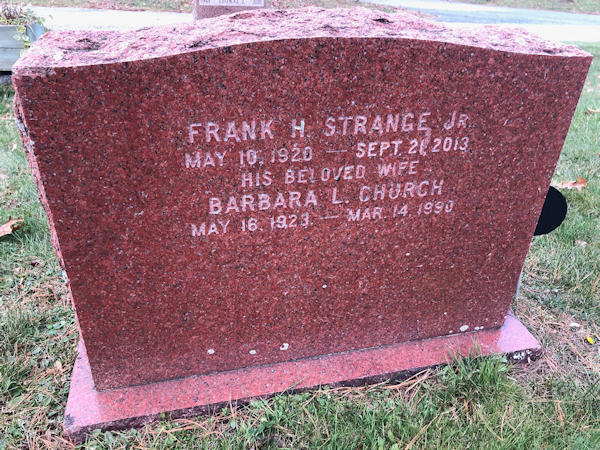 FRANK H. STRANGE JR.
MAY 10, 1920 — SEPT. 21, 2013
HIS BELOVED WIFE
BARBARA L. CHURCH
MAY 16, 1923 — MAR. 14, 1990